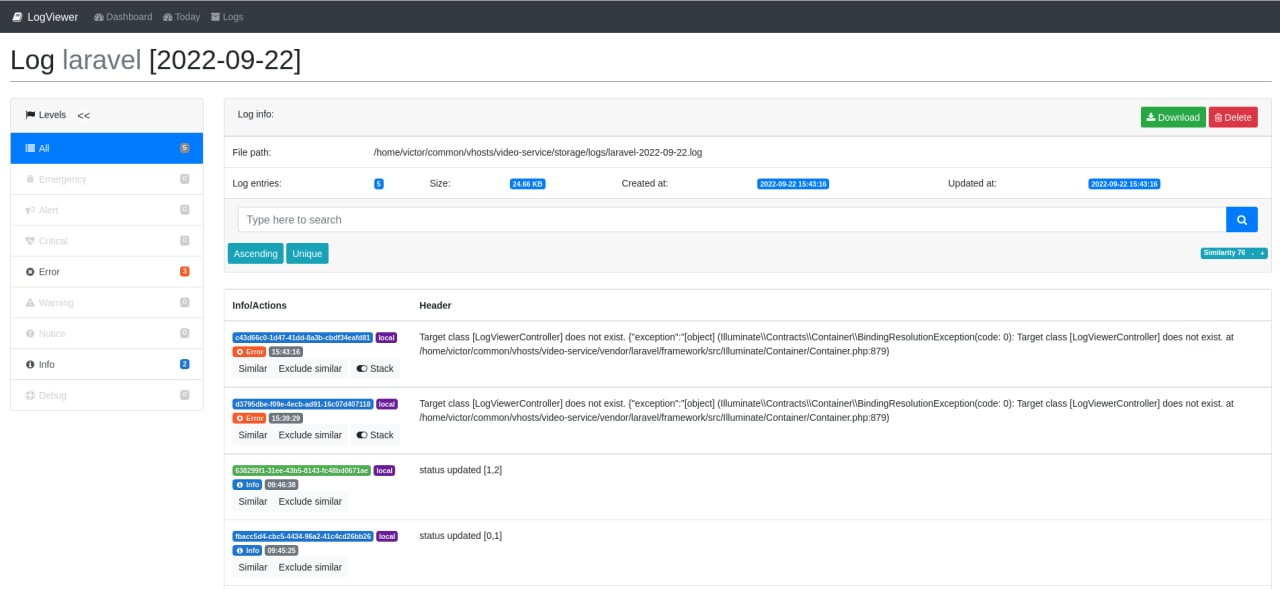 LogViewer Dashboard Today Logs
Log laravel [2022-09-22]
Levels <<
All 5
Emergency 0
Alert 0
Critical 0
Error 3
Warning 0
Notice 0
Info 2
Debug 0
Log info: Download Delete
File path: /home/victor/common/vhosts/video-service/storage/logs/laravel-2022-09-22.log
Log entries: 5 Size: 24.66 KB Created at: 2022-09-22 15:43:16 Updated at: 2022-09-22 15:43:16
Type here to search
Ascending Unique Similarity 76 - +
Info/Actions Header
c43d66c0-1d47-41dd-8a3b-cbdf34eafd81 local
Error 15:43:16
Similar Exclude similar Stack
Target class [LogViewerController] does not exist. {"exception":"[object] (Illuminate\\Contracts\\Container\\BindingResolutionException(code: 0): Target class [LogViewerController] does not exist. at
/home/victor/common/vhosts/video-service/vendor/laravel/framework/src/Illuminate/Container/Container.php:879)
d3795dbe-f09e-4ecb-ad91-16c07d407118 local
Error 15:39:29
Similar Exclude similar Stack
Target class [LogViewerController] does not exist. {"exception":"[object] (Illuminate\\Contracts\\Container\\BindingResolutionException(code: 0): Target class [LogViewerController] does not exist. at
/home/victor/common/vhosts/video-service/vendor/laravel/framework/src/Illuminate/Container/Container.php:879)
638299f1-31ee-43b5-8143-fc48bd0671ae local
Info 09:46:38
Similar Exclude similar
status updated [1,2]
fbacc5d4-cbc5-4434-96a2-41c4cd26bb26 local
Info 09:45:25
Similar Exclude similar
status updated [0,1]